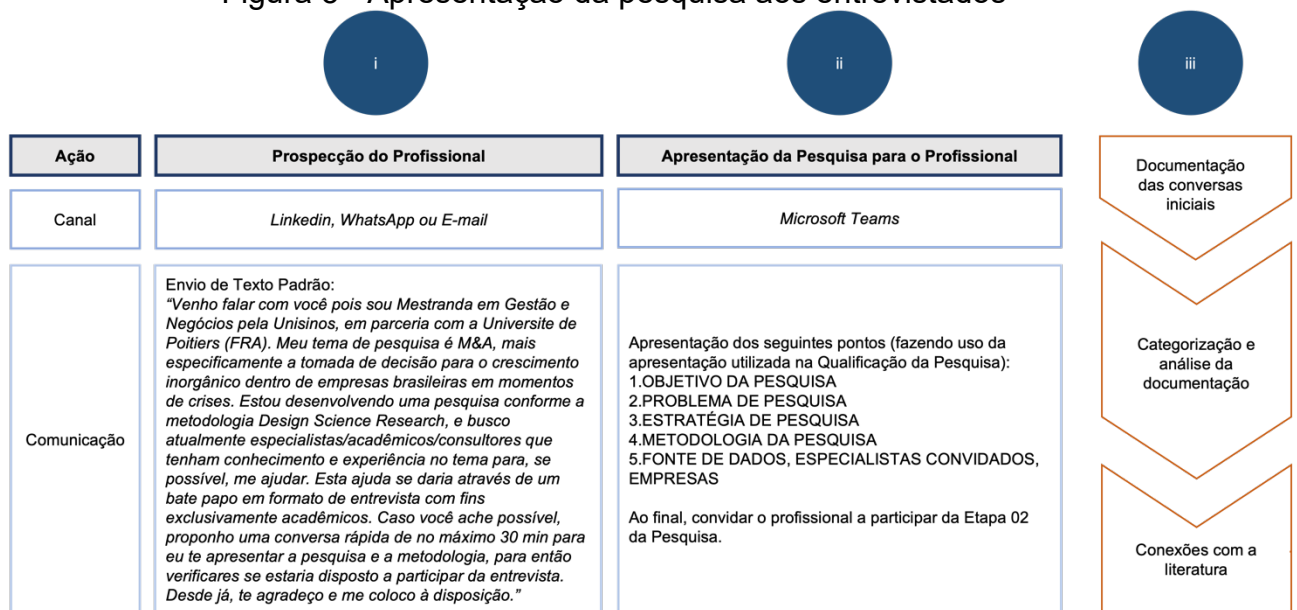 Figura 6 - Apresentação da pesquisa aos entrevistados
i
ii
iii
Ação
Prospecção do Profissional
Apresentação da Pesquisa para o Profissional
Canal
Linkedin, WhatsApp ou E-mail
Microsoft Teams
Comunicação
Envio de Texto Padrão:
“Venho falar com você pois sou Mestranda em Gestão e
Negócios pela Unisinos, em parceria com a Universite de
Poitiers (FRA). Meu tema de pesquisa é M&A, mais
especificamente a tomada de decisão para o crescimento
inorgânico dentro de empresas brasileiras em momentos
de crises. Estou desenvolvendo uma pesquisa conforme a
metodologia Design Science Research, e busco
atualmente especialistas/acadêmicos/consultores que
tenham conhecimento e experiência no tema para, se
possível, me ajudar. Esta ajuda se daria através de um
bate papo em formato de entrevista com fins
exclusivamente acadêmicos. Caso você ache possível,
proponho uma conversa rápida de no máximo 30 min para
eu te apresentar a pesquisa e a metodologia, para então
verificares se estaria disposto a participar da entrevista.
Desde já, te agradeço e me coloco à disposição.”
Apresentação dos seguintes pontos (fazendo uso da
apresentação utilizada na Qualificação da Pesquisa):
1.OBJETIVO DA PESQUISA
2.PROBLEMA DE PESQUISA
3.ESTRATÉGIA DE PESQUISA
4.METODOLOGIA DA PESQUISA
5.FONTE DE DADOS, ESPECIALISTAS CONVIDADOS,
EMPRESAS
Ao final, convidar o profissional a participar da Etapa 02
da Pesquisa.
Documentação
das conversas
iniciais
Categorização e
análise da
documentação
Conexões com a
literatura